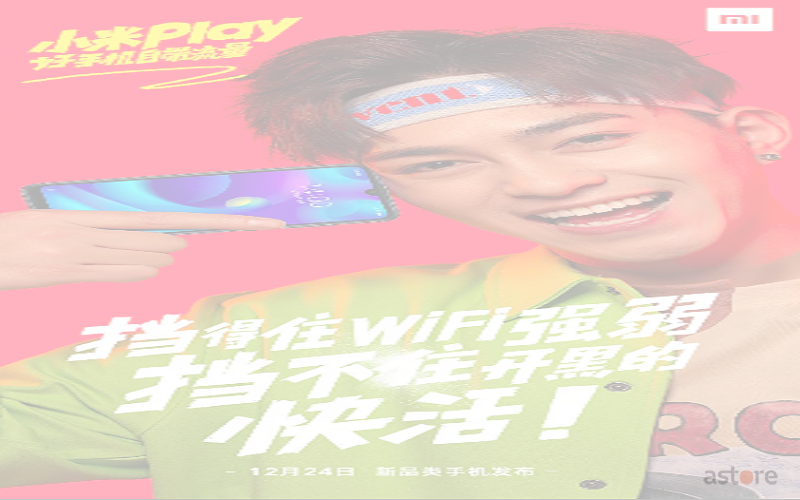 小米Play
好手机自带流量
挡得住WiFi强弱
挡不住开黑的
快活！
- 12月24日 新品类手机发布 -
astore